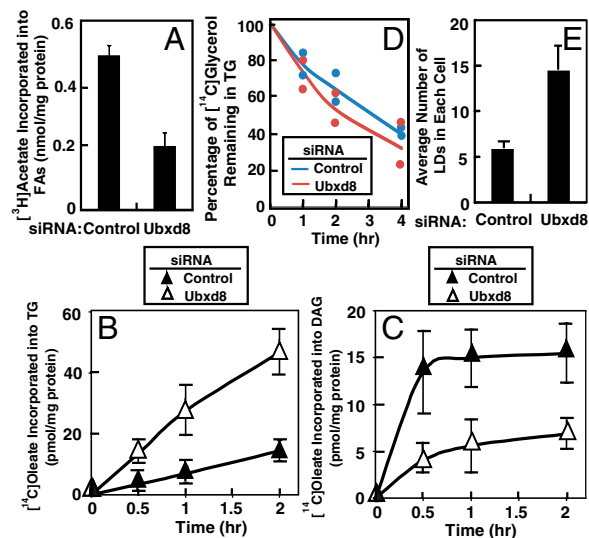 A
[³H]Acetate Incorporated into
FAs (nmol/mg protein)
0.6
0.4
0.2
0
siRNA: Control Ubxd8
D
Percentage of [¹⁴C]Glycerol
Remaining in TG
100
80
60
40
20
0
siRNA
Control
Ubxd8
0 1 2 3 4
Time (hr)
E
Average Number of
LDs in Each Cell
20
15
10
5
0
siRNA: Control Ubxd8
siRNA
Control
Ubxd8
B
[¹⁴C]Oleate Incorporated into TG
(pmol/mg protein)
60
40
20
0
0 0.5 1 1.5 2
Time (hr)
siRNA
Control
Ubxd8
C
[¹⁴C]Oleate Incorporated into DAG
(pmol/mg protein)
20
15
10
5
0
0 0.5 1 1.5 2
Time (hr)